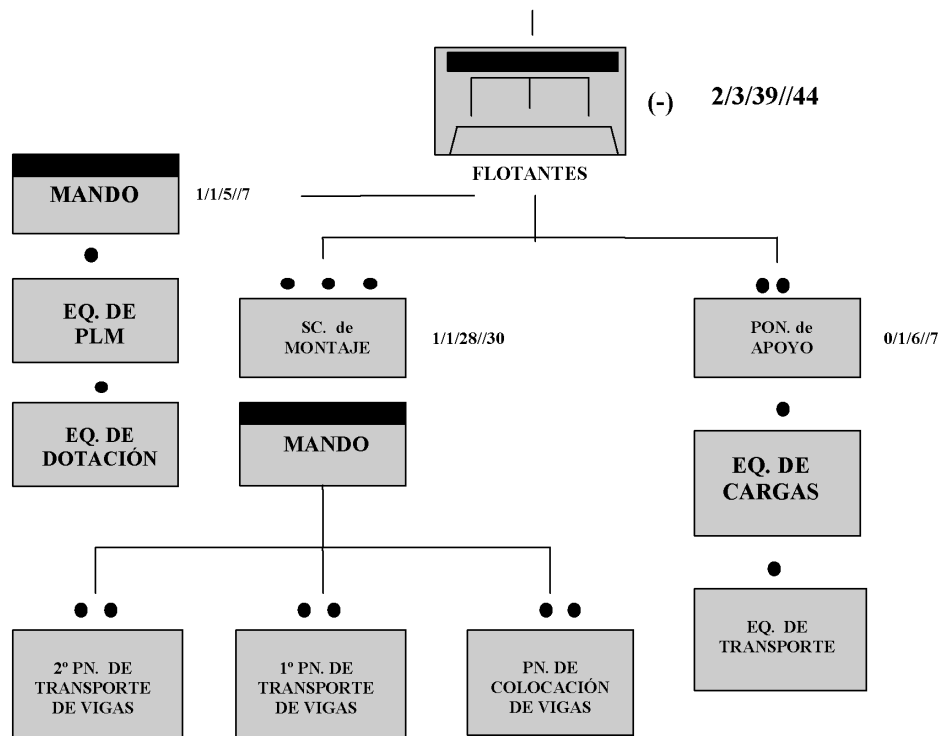 (-) 2/3/39//44
FLOTANTES
MANDO
1/1/5//7
EQ. DE
PLM
EQ. DE
DOTACIÓN
SC. de
MONTAJE
1/1/28//30
MANDO
PON. de
APOYO
0/1/6//7
EQ. DE
CARGAS
EQ. DE
TRANSPORTE
2º PN. DE
TRANSPORTE
DE VIGAS
1º PN. DE
TRANSPORTE
DE VIGAS
PN. DE
COLOCACIÓN
DE VIGAS